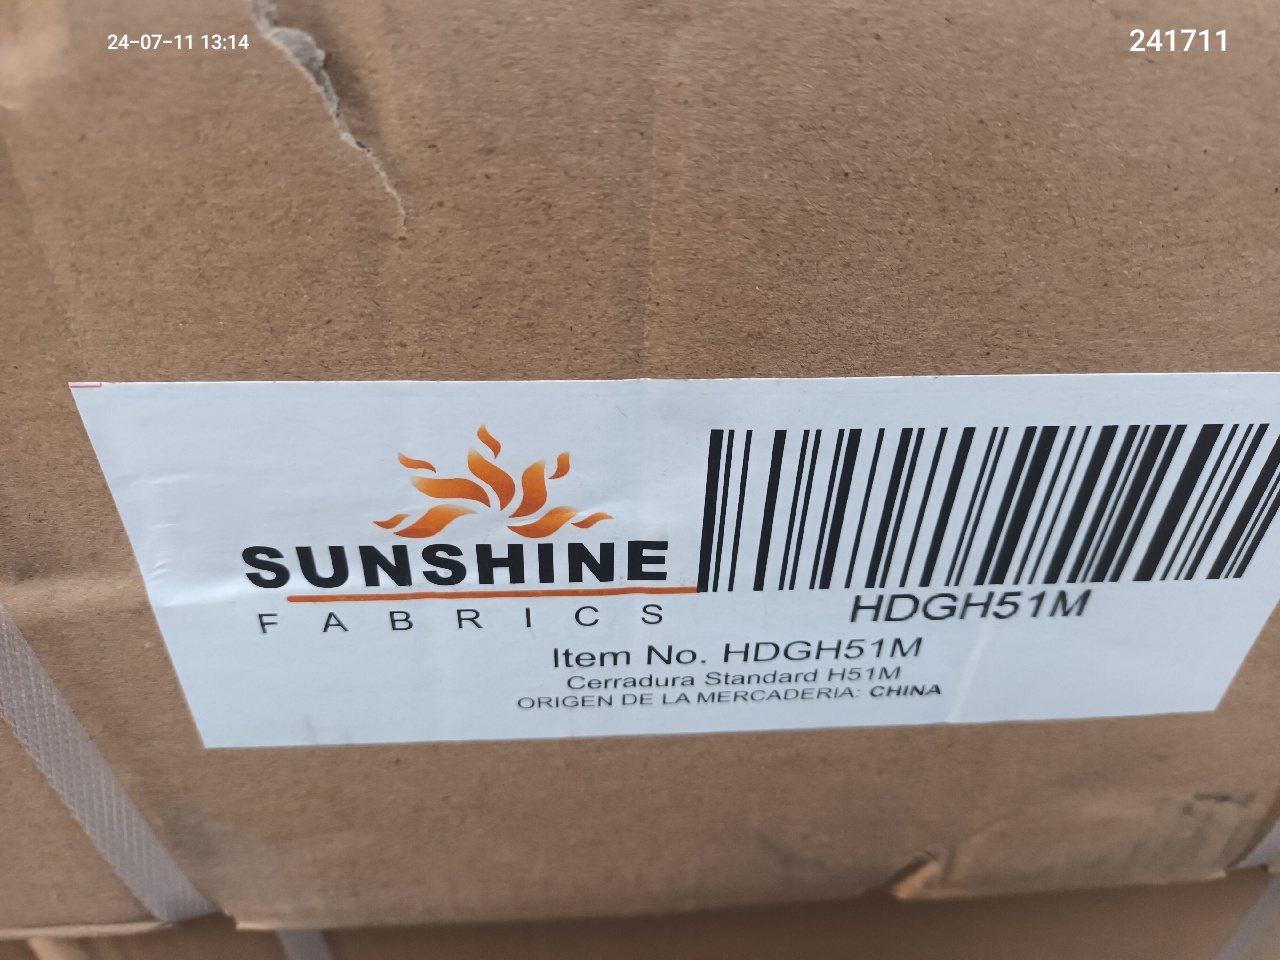 24-07-11 13:14
241711
SUNSHINE
FABRICS
HDGH51M
Item No. HDGH51M
Cerradura Standard H51M
ORIGEN DE LA MERCADERIA: CHINA